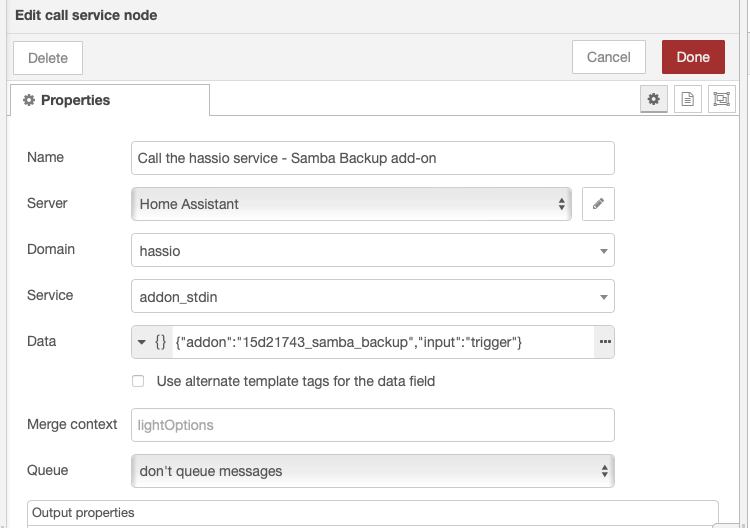 Edit call service node
Delete
Cancel
Done
Properties
Name
Call the hassio service - Samba Backup add-on
Server
Home Assistant
Domain
hassio
Service
addon_stdin
Data
{} {"addon":"15d21743_samba_backup","input":"trigger"}
Use alternate template tags for the data field
Merge context
lightOptions
Queue
don't queue messages
Output properties